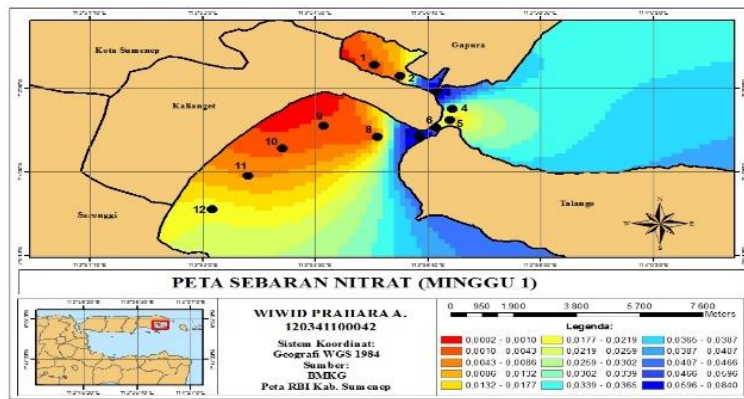 Kota Sumenep
Gapura
Kalianget
Talango
1
2
4
5
6
8
9
10
11
12
N
W
E
S
PETA SEBARAN NITRAT (MINGGU 1)
WIWID PRAHARA A.
120341100042
Sistem Koordinat:
Geografi WGS 1984
Sumber:
BMKG
Peta RBI Kab. Sumenep
0 950 1.900 3.800 5.700 7.600
Meters
Legenda:
0,0002 - 0,0010 0,0177 - 0,0219 0,0365 - 0,0387
0,0010 - 0,0043 0,0219 - 0,0259 0,0387 - 0,0407
0,0043 - 0,0086 0,0259 - 0,0302 0,0407 - 0,0466
0,0086 - 0,0132 0,0302 - 0,0339 0,0466 - 0,0596
0,0132 - 0,0177 0,0339 - 0,0365 0,0596 - 0,0840